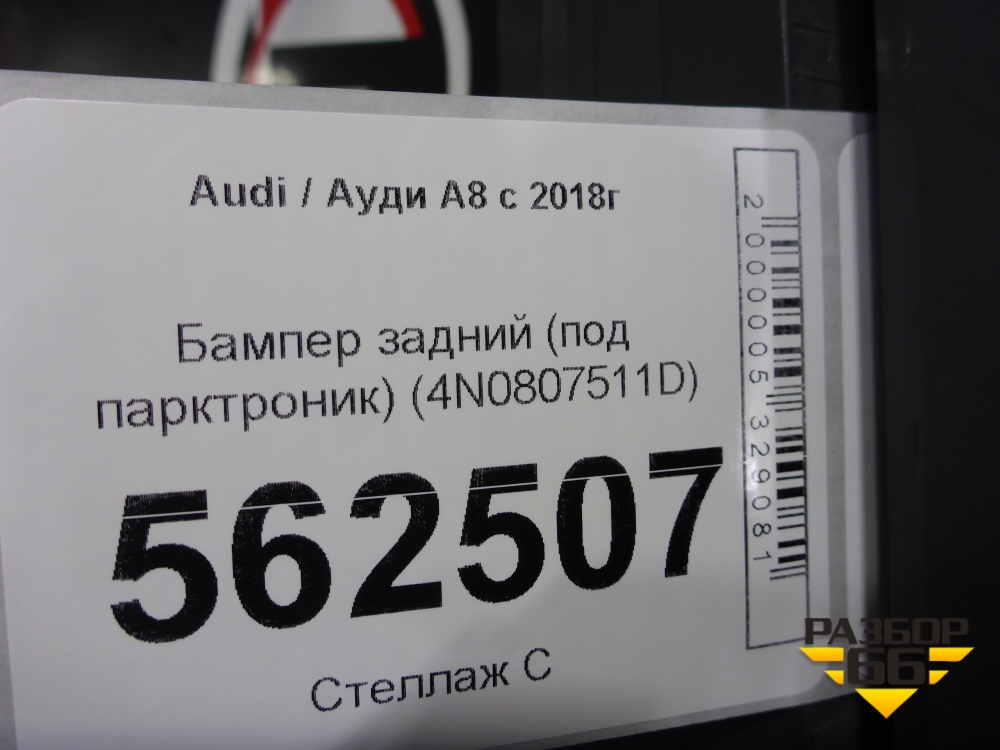 Audi / Ауди A8 с 2018г
Бампер задний (под
парктроник) (4N0807511D)
562507
Стеллаж С
2000005329081
РАЗБОР
66